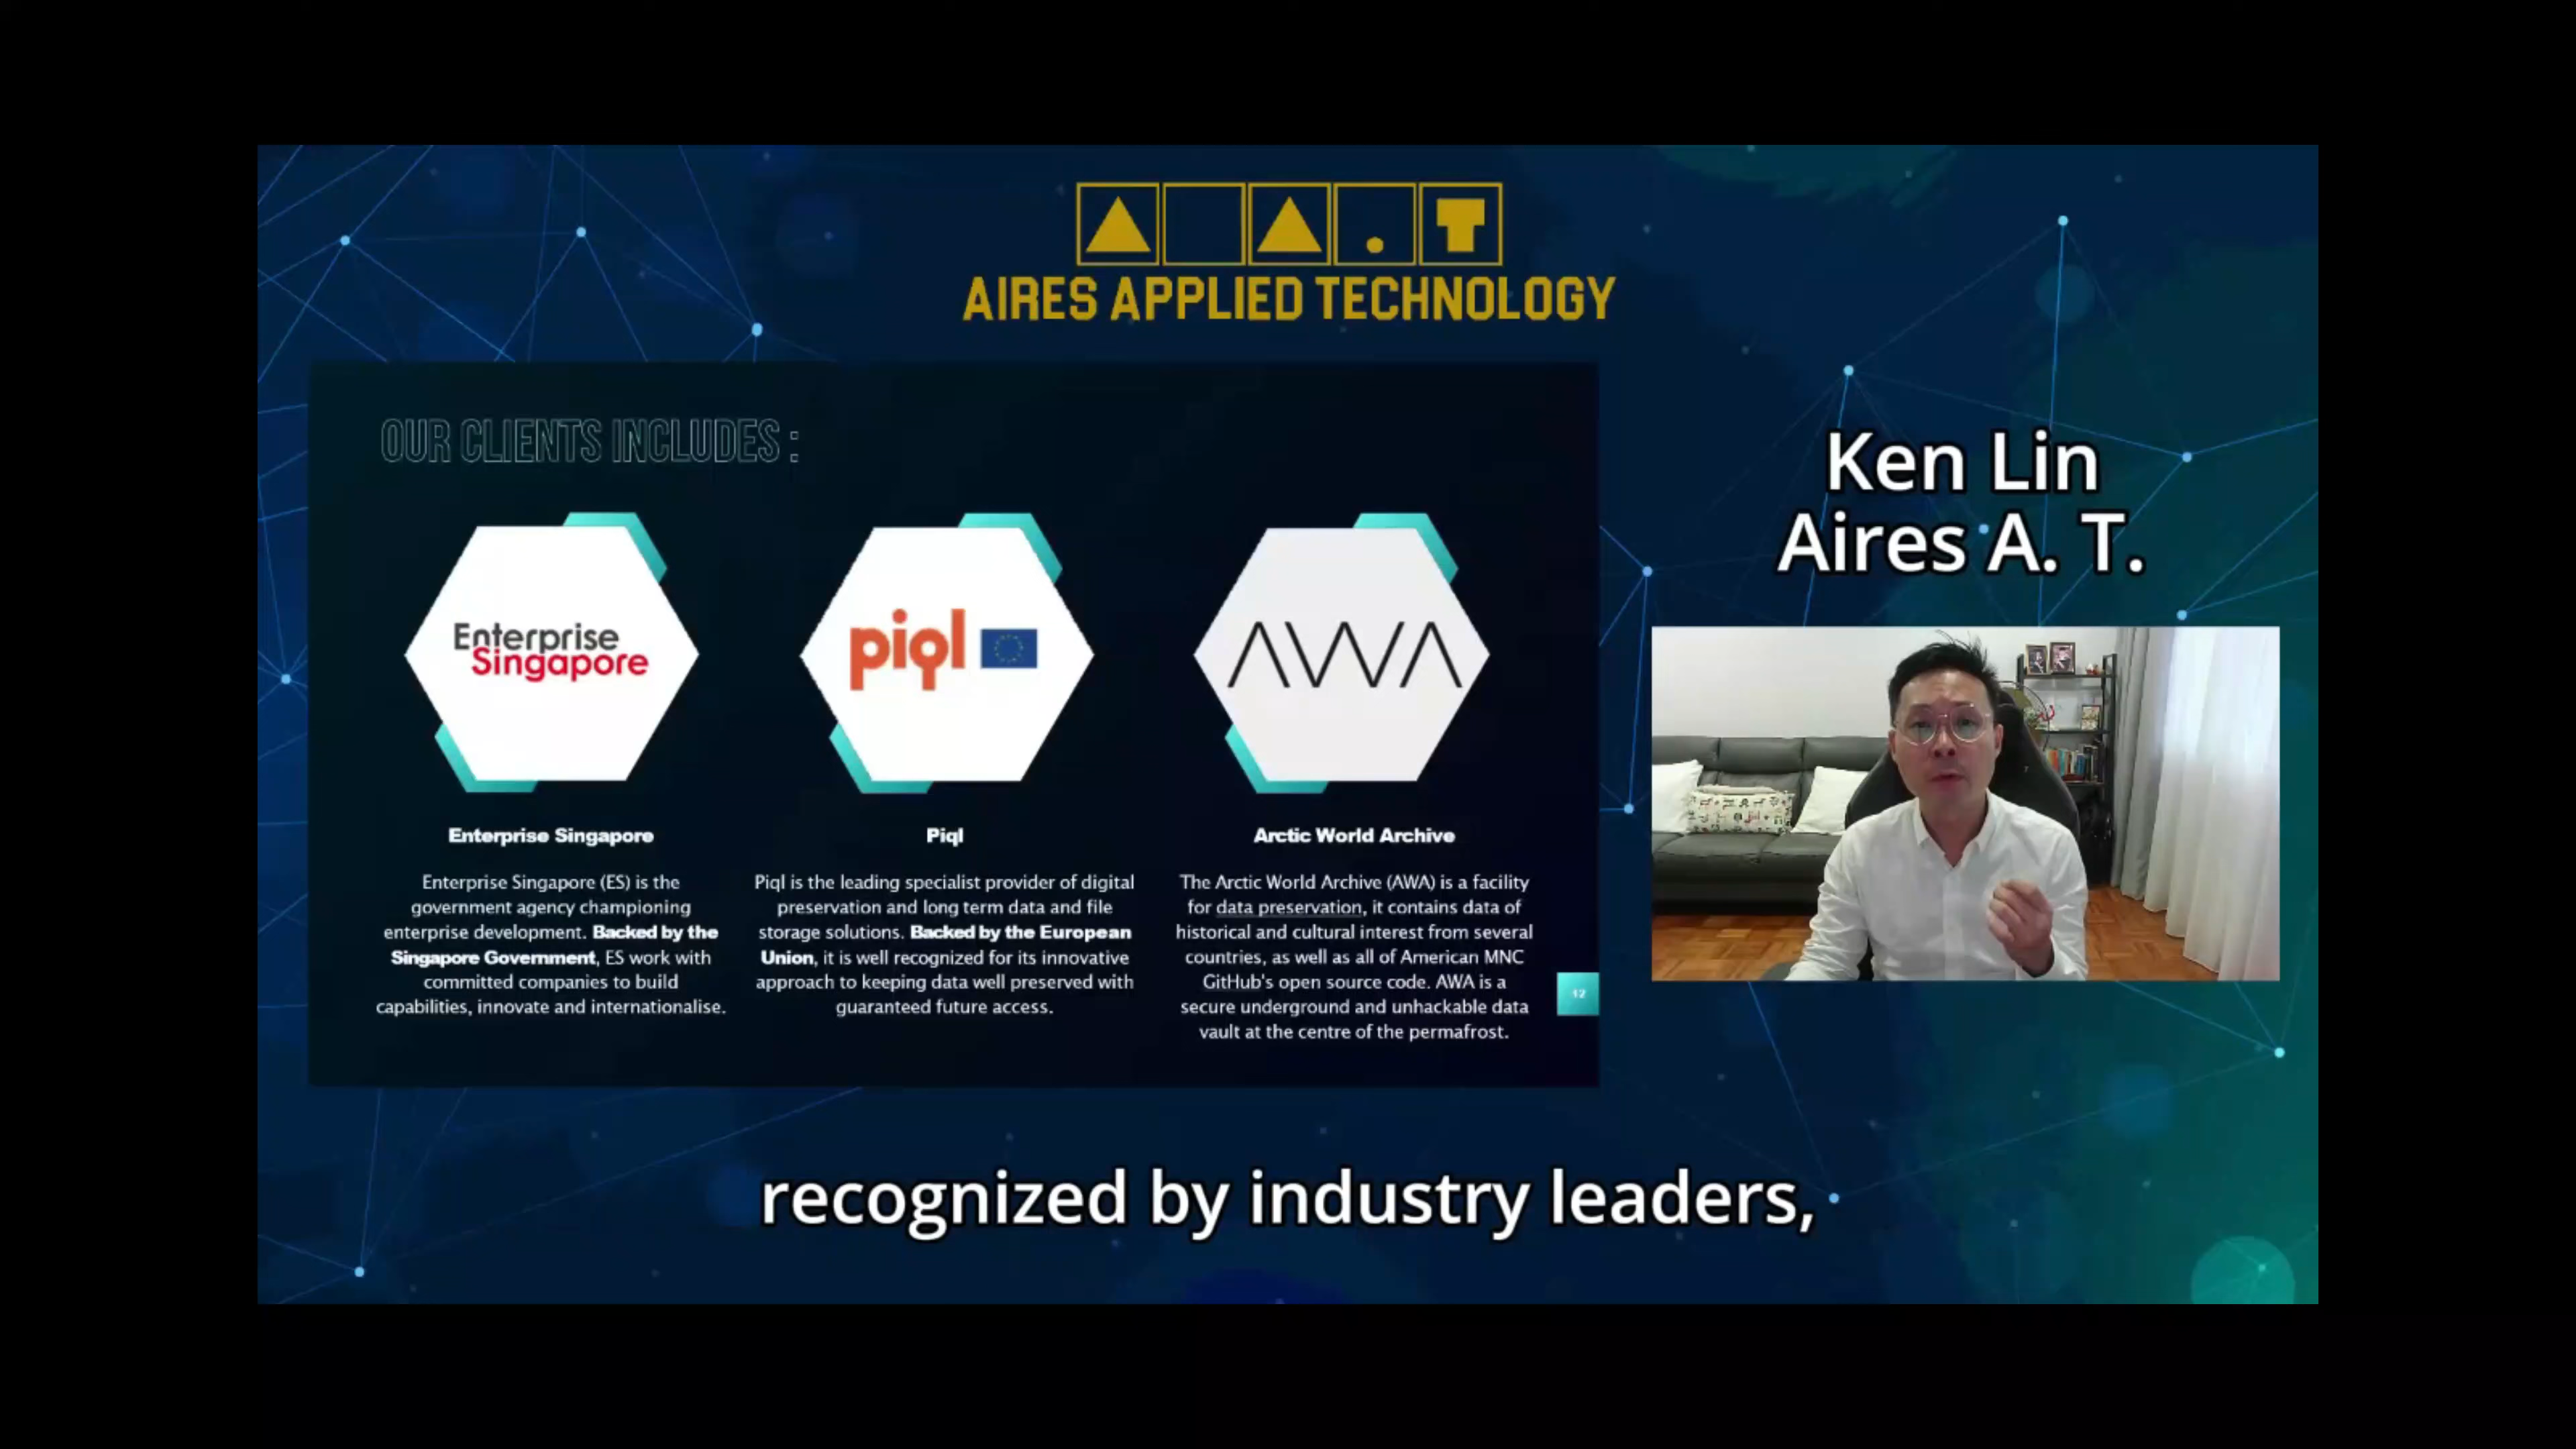 AIRES APPLIED TECHNOLOGY
OUR CLIENTS INCLUDES :
Enterprise
Singapore
Enterprise Singapore
Enterprise Singapore (ES) is the
government agency championing
enterprise development. Backed by the
Singapore Government, ES work with
committed companies to build
capabilities, innovate and internationalise.
piql
Piql
Piql is the leading specialist provider of digital
preservation and long term data and file
storage solutions. Backed by the European
Union, it is well recognized for its innovative
approach to keeping data well preserved with
guaranteed future access.
AWA
Arctic World Archive
The Arctic World Archive (AWA) is a facility
for data preservation, it contains data of
historical and cultural interest from several
countries, as well as all of American MNC
GitHub's open source code. AWA is a
secure underground and unhackable data
vault at the centre of the permafrost.
12
Ken Lin
Aires A. T.
recognized by industry leaders,